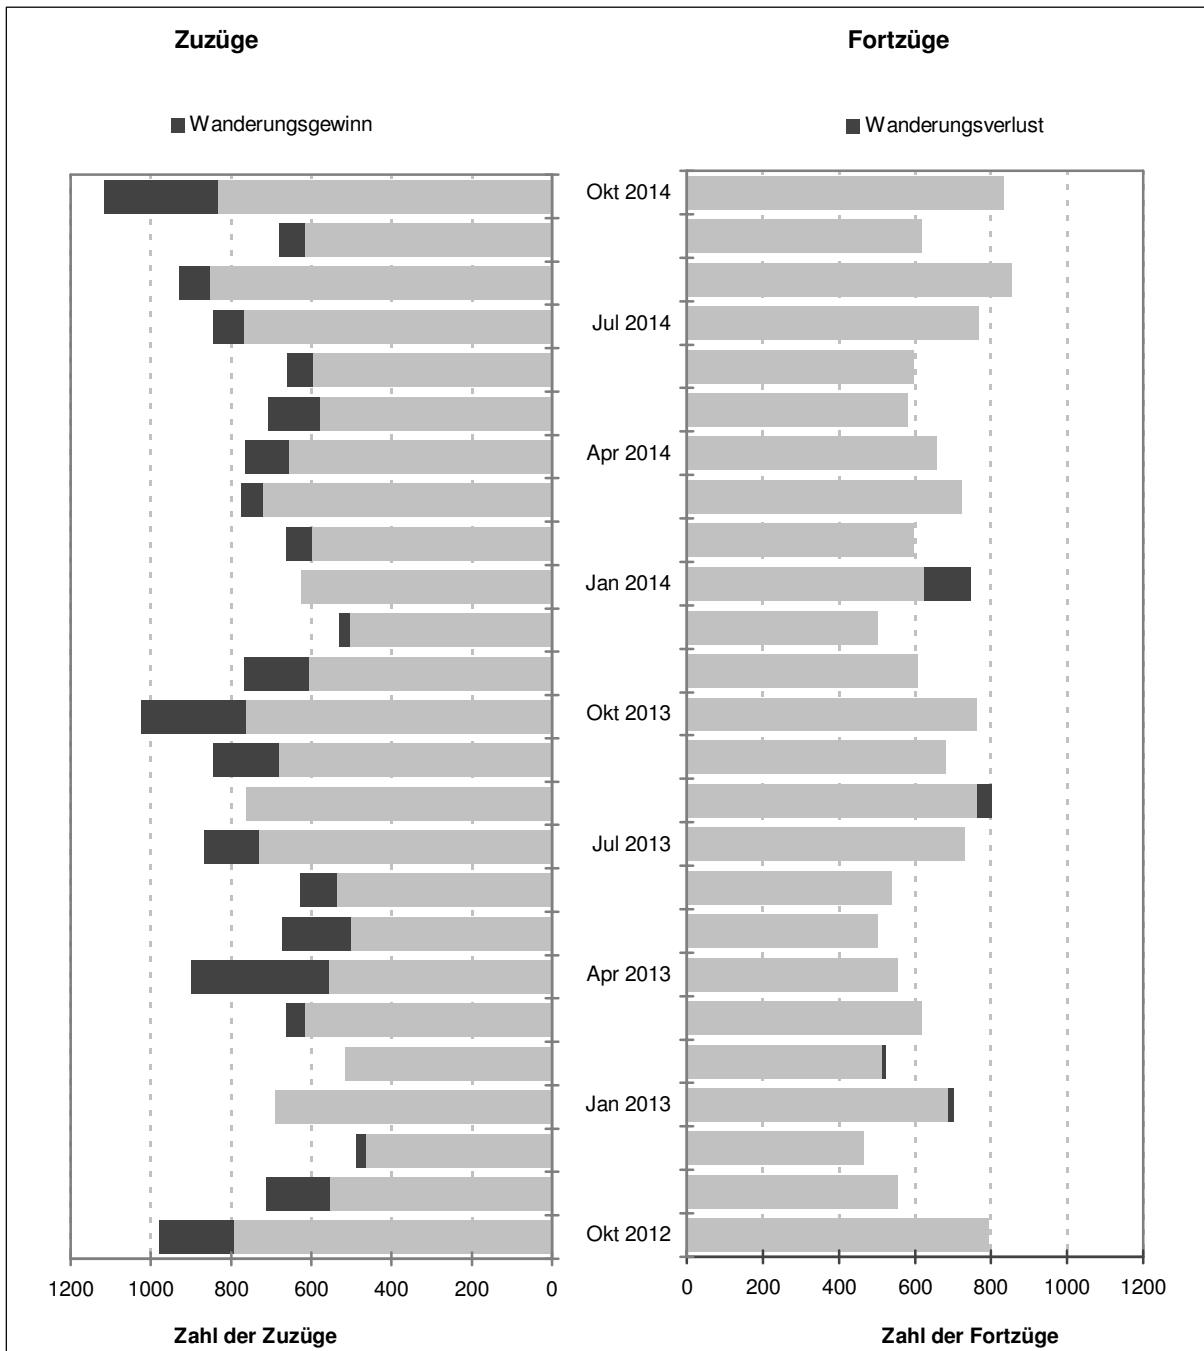 Zuzüge
Fortzüge
Wanderungsgewinn
Wanderungsverlust
Okt 2014
Jul 2014
Apr 2014
Jan 2014
Okt 2013
Jul 2013
Apr 2013
Jan 2013
Okt 2012
1200 1000 800 600 400 200 0
0 200 400 600 800 1000 1200
Zahl der Zuzüge
Zahl der Fortzüge